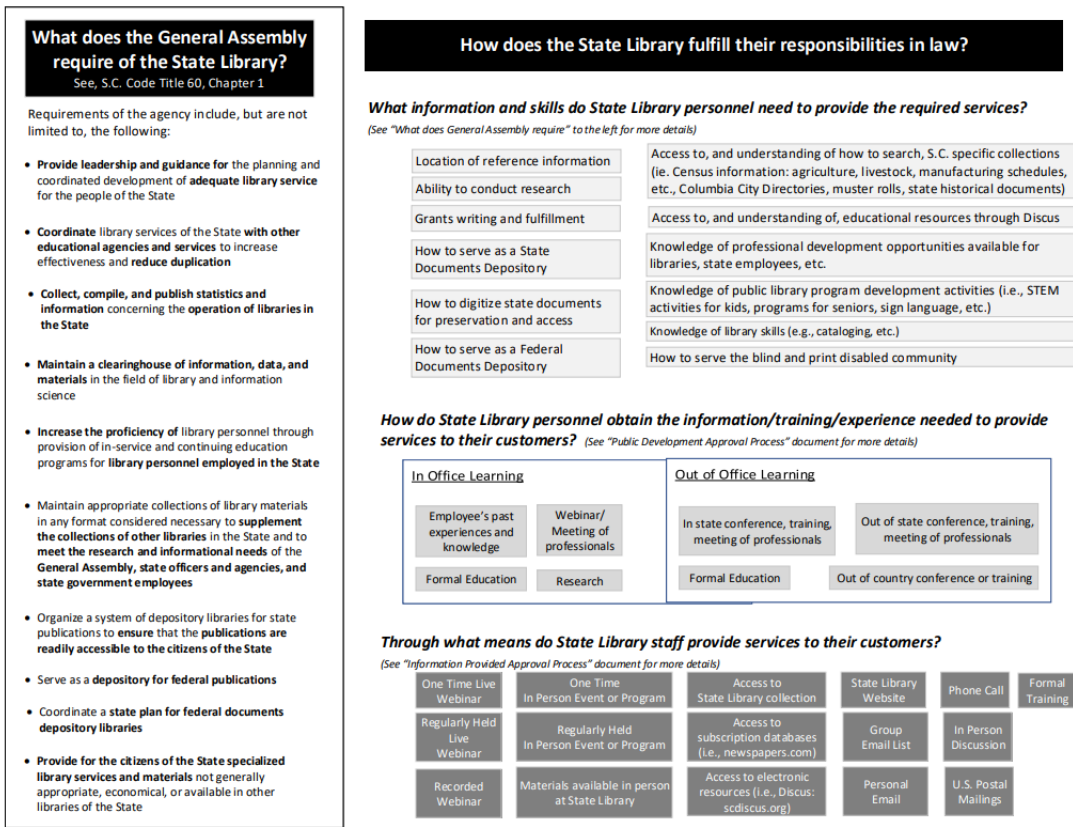 What does the General Assembly
require of the State Library?
See, S.C. Code Title 60, Chapter 1
Requirements of the agency include, but are not
limited to, the following:
• Provide leadership and guidance for the planning and
coordinated development of adequate library service
for the people of the State
• Coordinate library services of the State with other
educational agencies and services to increase
effectiveness and reduce duplication
• Collect, compile, and publish statistics and
information concerning the operation of libraries in
the State
• Maintain a clearinghouse of information, data, and
materials in the field of library and information
science
• Increase the proficiency of library personnel through
provision of in-service and continuing education
programs for library personnel employed in the State
• Maintain appropriate collections of library materials
in any format considered necessary to supplement
the collections of other libraries in the State and to
meet the research and informational needs of the
General Assembly, state officers and agencies, and
state government employees
• Organize a system of depository libraries for state
publications to ensure that the publications are
readily accessible to the citizens of the State
• Serve as a depository for federal publications
• Coordinate a state plan for federal documents
depository libraries
• Provide for the citizens of the State specialized
library services and materials not generally
appropriate, economical, or available in other
libraries of the State
How does the State Library fulfill their responsibilities in law?
What information and skills do State Library personnel need to provide the required services?
(See “What does General Assembly require” to the left for more details)
Location of reference information
Ability to conduct research
Grants writing and fulfillment
How to serve as a State
Documents Depository
How to digitize state documents
for preservation and access
How to serve as a Federal
Documents Depository
Access to, and understanding of how to search, S.C. specific collections
(ie. Census information: agriculture, livestock, manufacturing schedules,
etc., Columbia City Directories, muster rolls, state historical documents)
Access to, and understanding of, educational resources through Discus
Knowledge of professional development opportunities available for
libraries, state employees, etc.
Knowledge of public library program development activities (i.e., STEM
activities for kids, programs for seniors, sign language, etc.)
Knowledge of library skills (e.g., cataloging, etc.)
How to serve the blind and print disabled community
How do State Library personnel obtain the information/training/experience needed to provide
services to their customers? (See “Public Development Approval Process” document for more details)
In Office Learning
Employee’s past
experiences and
knowledge
Webinar/
Meeting of
professionals
Formal Education
Research
Out of Office Learning
In state conference, training,
meeting of professionals
Out of state conference, training,
meeting of professionals
Formal Education
Out of country conference or training
Through what means do State Library staff provide services to their customers?
(See “Information Provided Approval Process” document for more details)
One Time Live
Webinar
One Time
In Person Event or Program
Access to
State Library collection
State Library
Website
Phone Call
Formal
Training
Regularly Held
Live
Webinar
Regularly Held
In Person Event or Program
Access to
subscription databases
(i.e., newspapers.com)
Group
Email List
In Person
Discussion
Recorded
Webinar
Materials available in person
at State Library
Access to electronic
resources (i.e., Discus:
scdiscus.org)
Personal
Email
U.S. Postal
Mailings